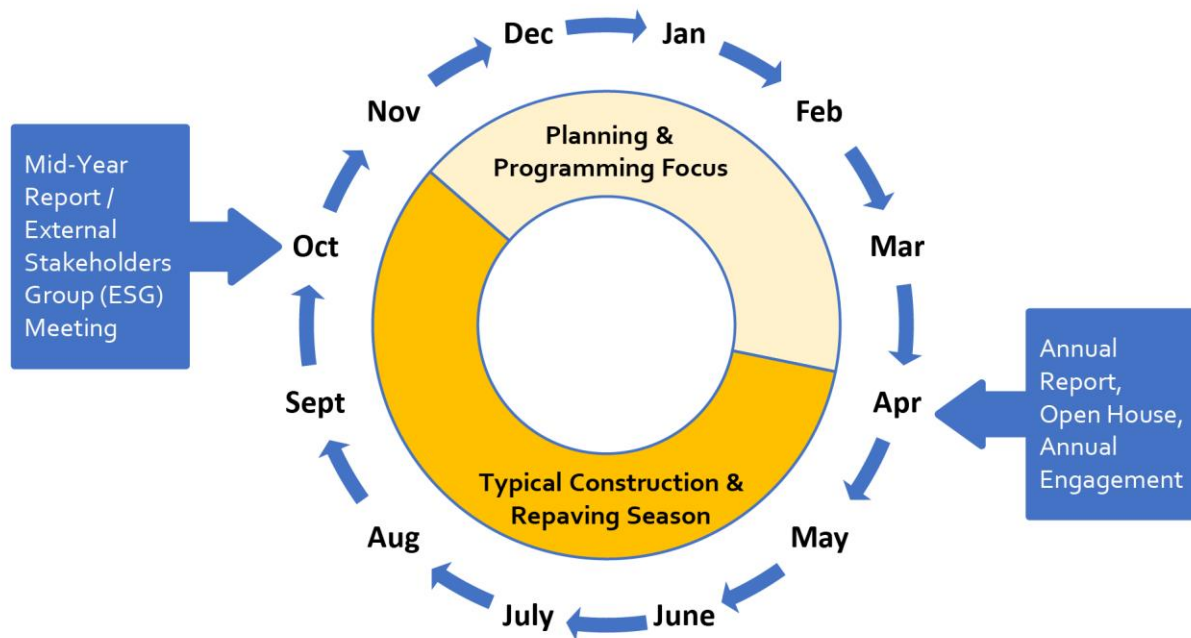 Dec
Jan
Feb
Mar
Apr
May
June
July
Aug
Sept
Oct
Nov
Planning &
Programming Focus
Typical Construction &
Repaving Season
Mid-Year
Report /
External
Stakeholders
Group (ESG)
Meeting
Annual
Report,
Open House,
Annual
Engagement